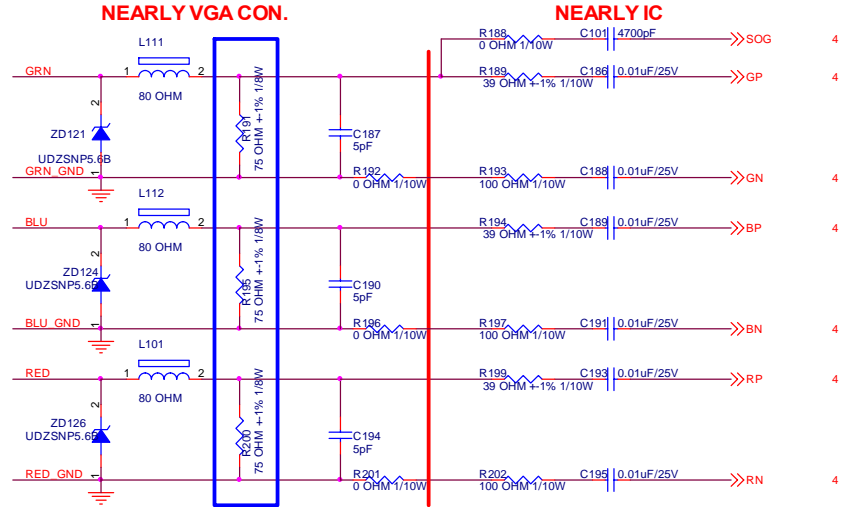 NEARLY VGA CON.
NEARLY IC
R188
0 OHM 1/10W
C101
4700pF
SOG
4
L111
GRN
1
2
80 OHM
R189
39 OHM +-1% 1/10W
C186
0.01uF/25V
GP
4
2
ZD121
UDZSNP5.6B
1
R191
75 OHM +-1% 1/8W
C187
5pF
GRN_GND
R192
0 OHM 1/10W
R193
100 OHM 1/10W
C188
0.01uF/25V
GN
4
L112
BLU
1
2
80 OHM
R194
39 OHM +-1% 1/10W
C189
0.01uF/25V
BP
4
2
ZD124
UDZSNP5.6B
1
R195
75 OHM +-1% 1/8W
C190
5pF
BLU_GND
R196
0 OHM 1/10W
R197
100 OHM 1/10W
C191
0.01uF/25V
BN
4
L101
RED
1
2
80 OHM
R199
39 OHM +-1% 1/10W
C193
0.01uF/25V
RP
4
2
ZD126
UDZSNP5.6B
1
R200
75 OHM +-1% 1/8W
C194
5pF
RED_GND
R201
0 OHM 1/10W
R202
100 OHM 1/10W
C195
0.01uF/25V
RN
4